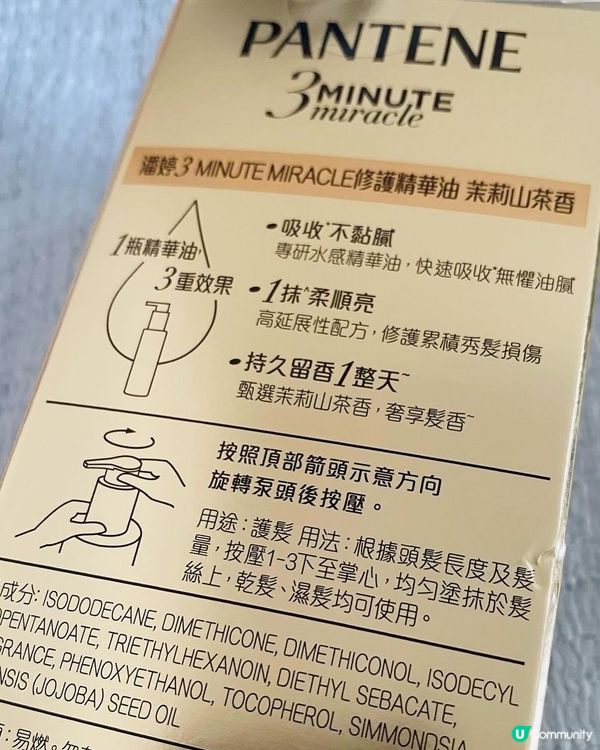 PANTENE
3 MINUTE
miracle
潘婷3 MINUTE MIRACLE修護精華油 茉莉山茶香
1瓶精華油,
3重效果
•吸收*不黏膩
專研水感精華油,快速吸收*無懼油膩
•1抹^柔順亮
高延展性配方,修護累積秀髮損傷
•持久留香1整天~
甄選茉莉山茶香,奢享髮香~
按照頂部箭頭示意方向
旋轉泵頭後按壓。
用途:護髮 用法:根據頭髮長度及髮
量,按壓1-3下至掌心,均勻塗抹於髮
絲上,乾髮、濕髮均可使用。
成分: ISODODECANE, DIMETHICONE, DIMETHICONOL, ISODECYL
OPENTANOATE, TRIETHYLHEXANOIN, DIETHYL SEBACATE,
GRANCE, PHENOXYETHANOL, TOCOPHEROL, SIMMONDSIA
NSIS (JOJOBA) SEED OIL
:易燃。
U Community